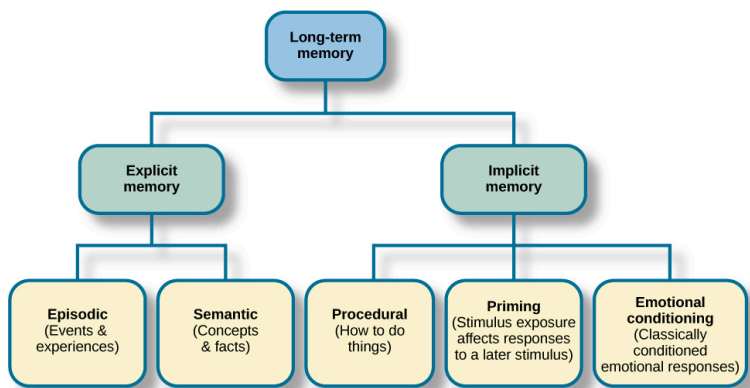 Long-term
memory
Explicit
memory
Implicit
memory
Episodic
(Events &
experiences)
Semantic
(Concepts
& facts)
Procedural
(How to do
things)
Priming
(Stimulus exposure
affects responses
to a later stimulus)
Emotional
conditioning
(Classically
conditioned
emotional responses)